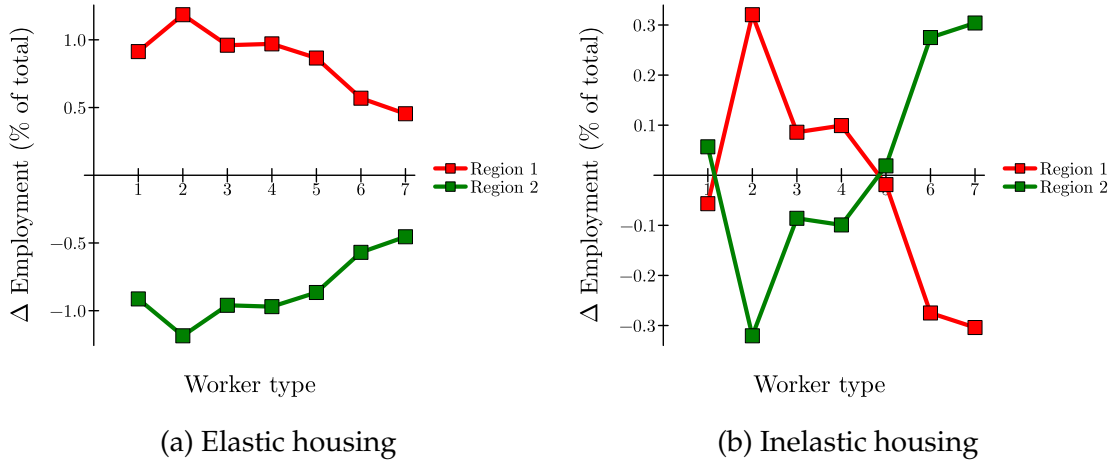 Δ Employment (% of total)
1.0
0.5
−0.5
−1.0
1 2 3 4 5 6 7
Region 1
Region 2
Worker type
(a) Elastic housing
Δ Employment (% of total)
0.3
0.2
0.1
−0.1
−0.2
−0.3
1 2 3 4 5 6 7
Region 1
Region 2
Worker type
(b) Inelastic housing